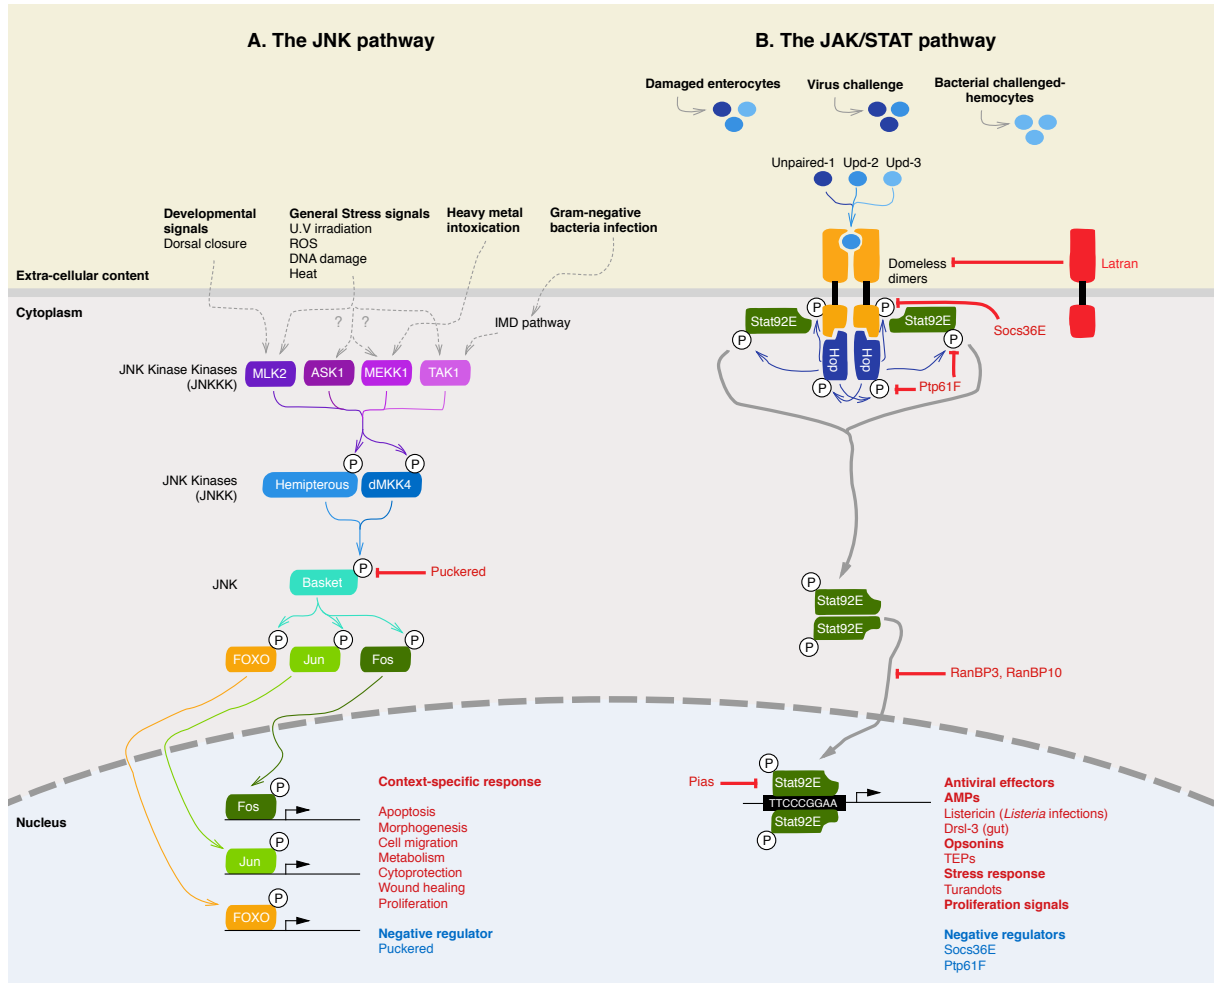 A. The JNK pathway
Developmental
signals
Dorsal closure
General Stress signals
U.V irradiation
ROS
DNA damage
Heat
Heavy metal
intoxication
Gram-negative
bacteria infection
Extra-cellular content
Cytoplasm
? ?
IMD pathway
JNK Kinase Kinases
(JNKKK)
MLK2
ASK1
MEKK1
TAK1
P
P
JNK Kinases
(JNKK)
Hemipterous
dMKK4
P
JNK
Basket
Puckered
P
P
P
FOXO
Jun
Fos
Nucleus
P
Fos
P
Jun
P
FOXO
Context-specific response
Apoptosis
Morphogenesis
Cell migration
Metabolism
Cytoprotection
Wound healing
Proliferation
Negative regulator
Puckered
B. The JAK/STAT pathway
Damaged enterocytes
Virus challenge
Bacterial challenged-
hemocytes
Unpaired-1
Upd-2
Upd-3
Domeless
dimers
Latran
P
P
Stat92E
Stat92E
Socs36E
P
P
Hop
Hop
P
P
Ptp61F
P
Stat92E
Stat92E
P
RanBP3, RanBP10
Pias
P
Stat92E
TTCCCGGAA
Stat92E
P
Antiviral effectors
AMPs
Listericin (Listeria infections)
Drsl-3 (gut)
Opsonins
TEPs
Stress response
Turandots
Proliferation signals
Negative regulators
Socs36E
Ptp61F